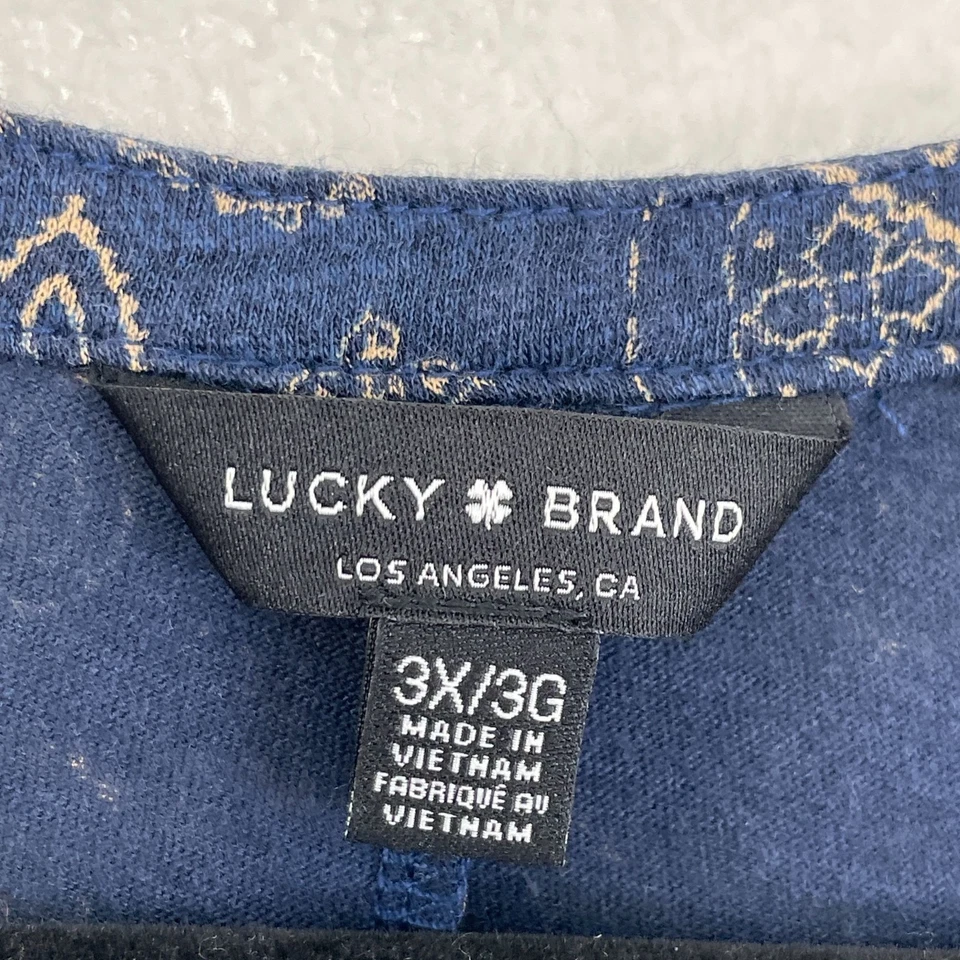 LUCKY BRAND
LOS ANGELES, CA
3X/3G
MADE IN
VIETNAM
FABRIQUÉ AU
VIETNAM